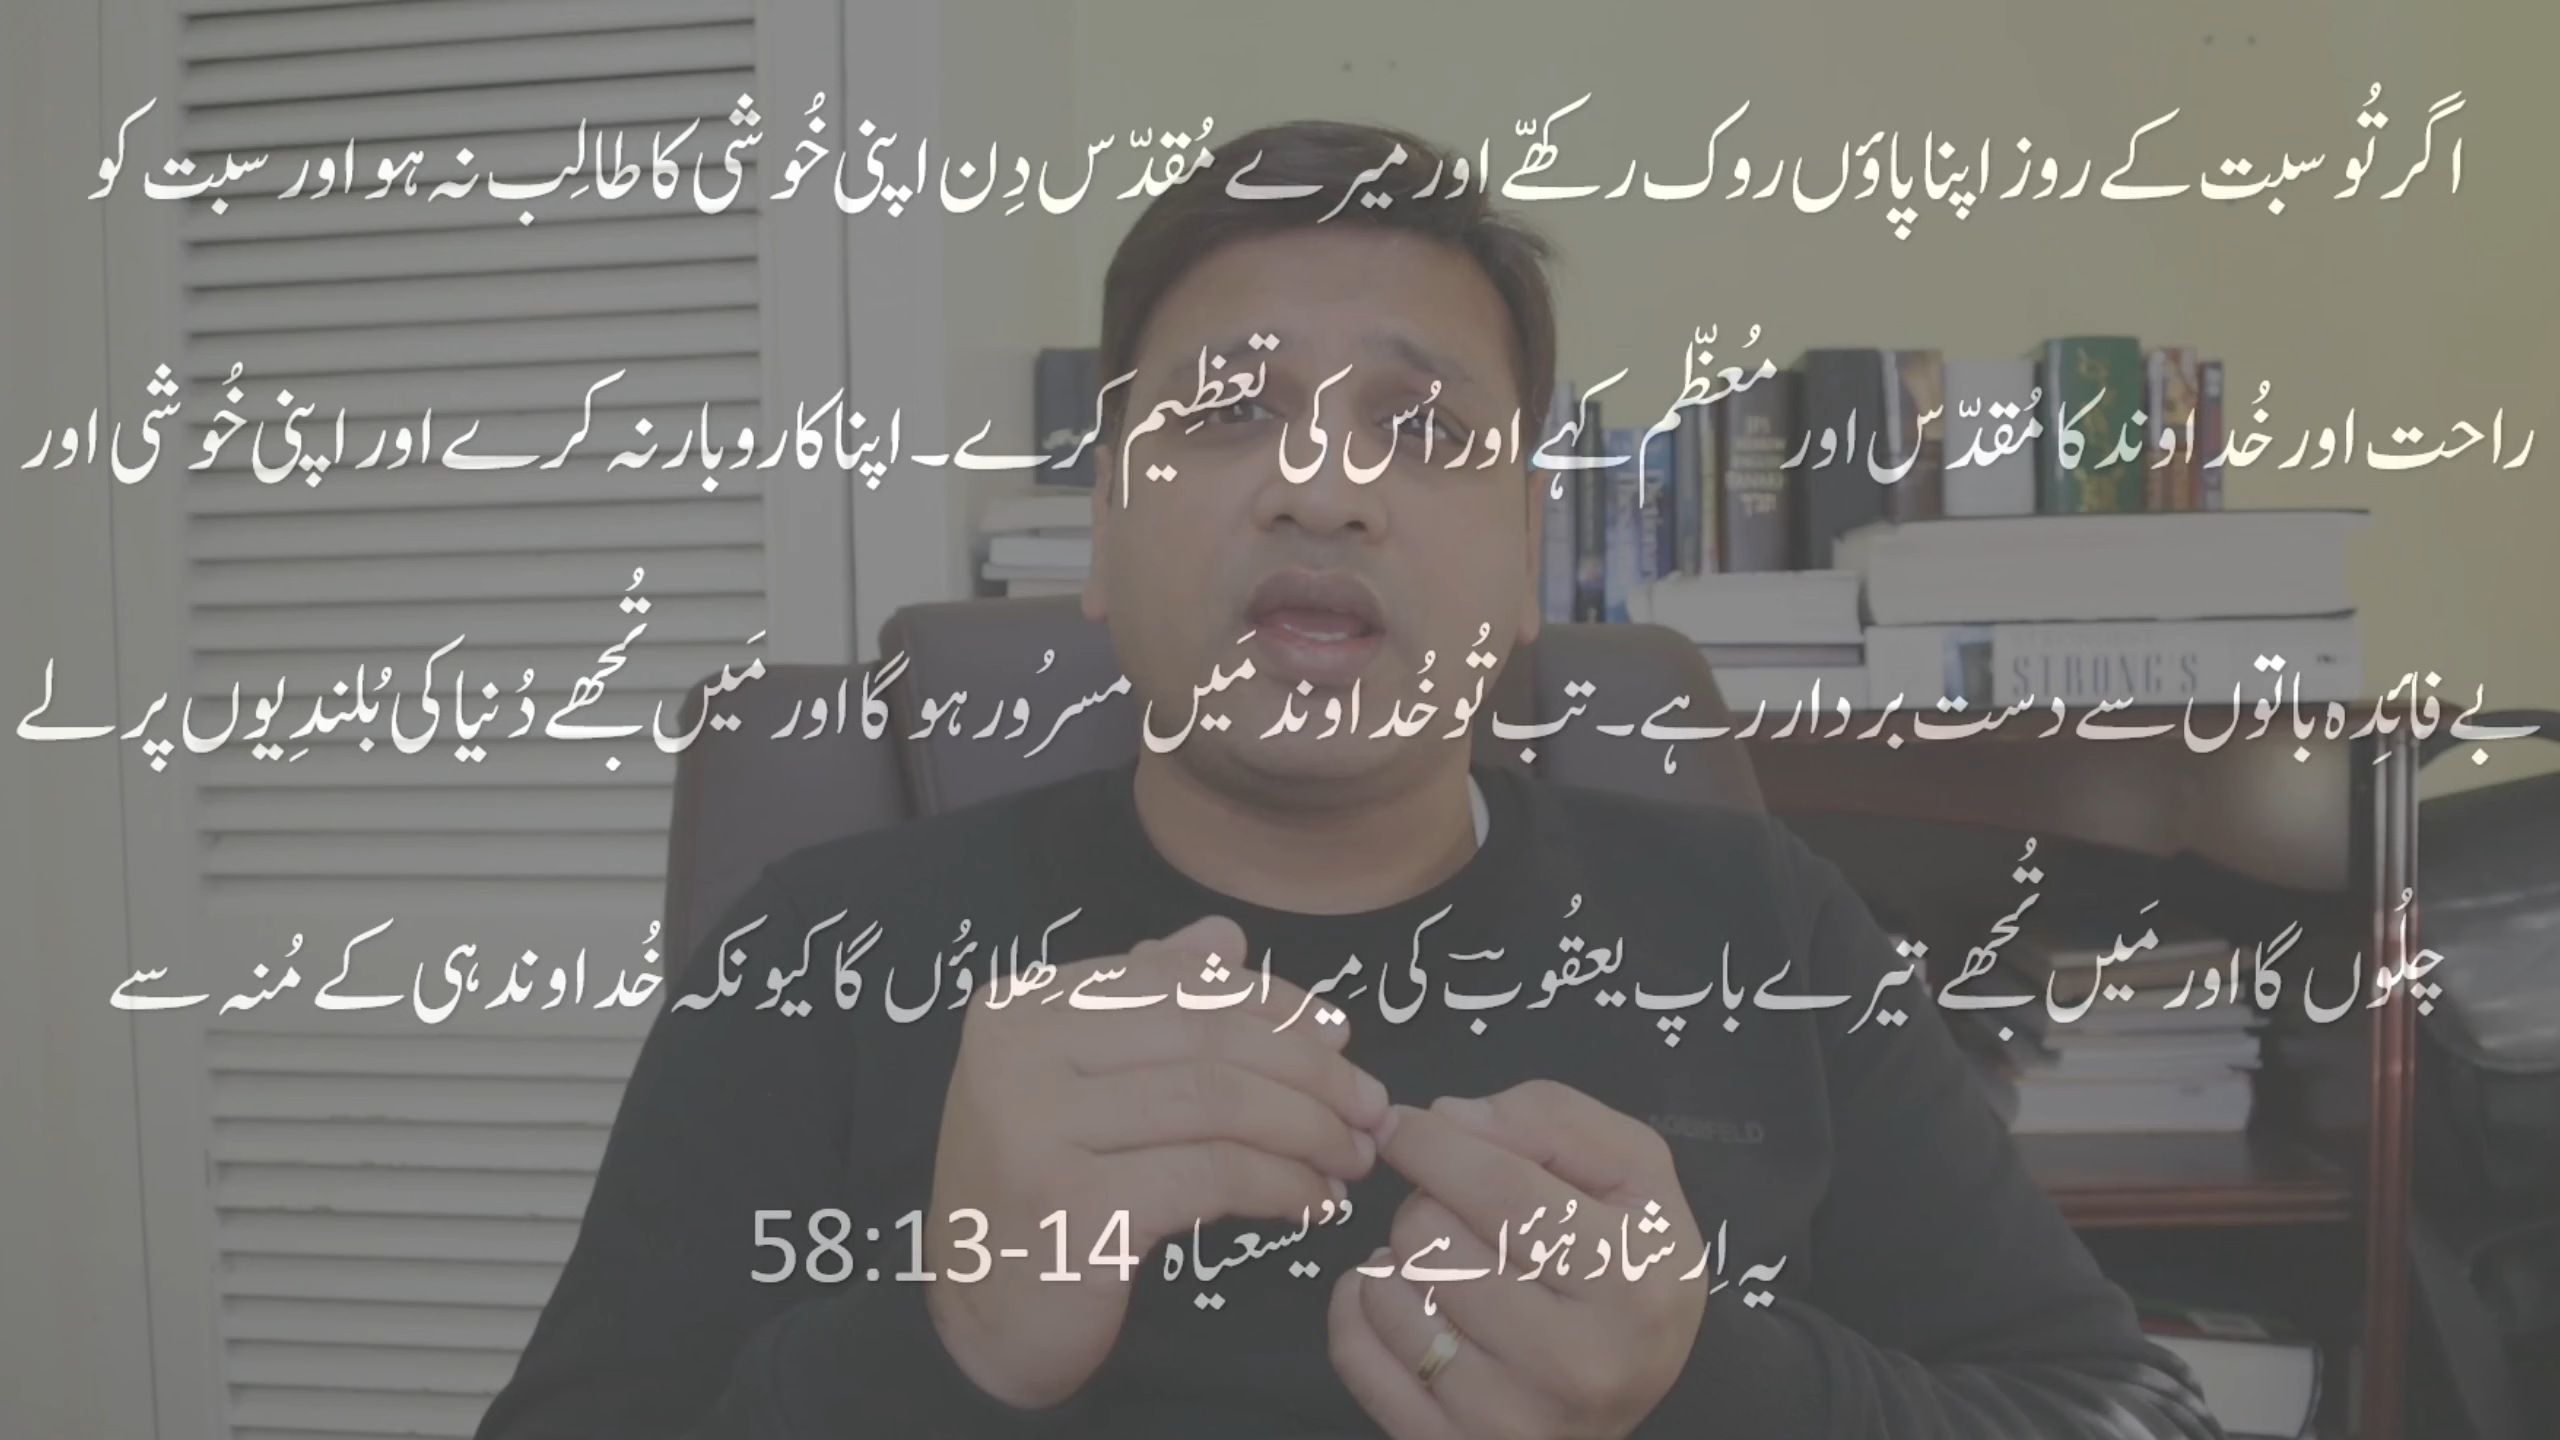 اگر تُو سبت کے روز اپنا پاؤں روک رکھّے اور میرے مُقدّس دِن اپنی خُوشی کا طالِب نہ ہو اور سبت کو
راحت اور خُداوند کا مُقدّس اور مُعظّم کہے اور اُس کی تعظِیم کرے۔ اپنا کاروبار نہ کرے اور اپنی خُوشی اور
بے فائدِہ باتوں سے دست بردار رہے۔ تب تُو خُداوند مَیں مسرُور ہو گا اور مَیں تُجھے دُنیا کی بُلندِیوں پر لے
چلُوں گا اور مَیں تُجھے تیرے باپ یعقُوبؔ کی مِیراث سے کِھلاؤُں گا کیونکہ خُداوند ہی کے مُنہ سے
یہ اِرشاد ہُؤا ہے۔ ”یسعیاہ 58:13-14
STRONG'S
AGERFELD